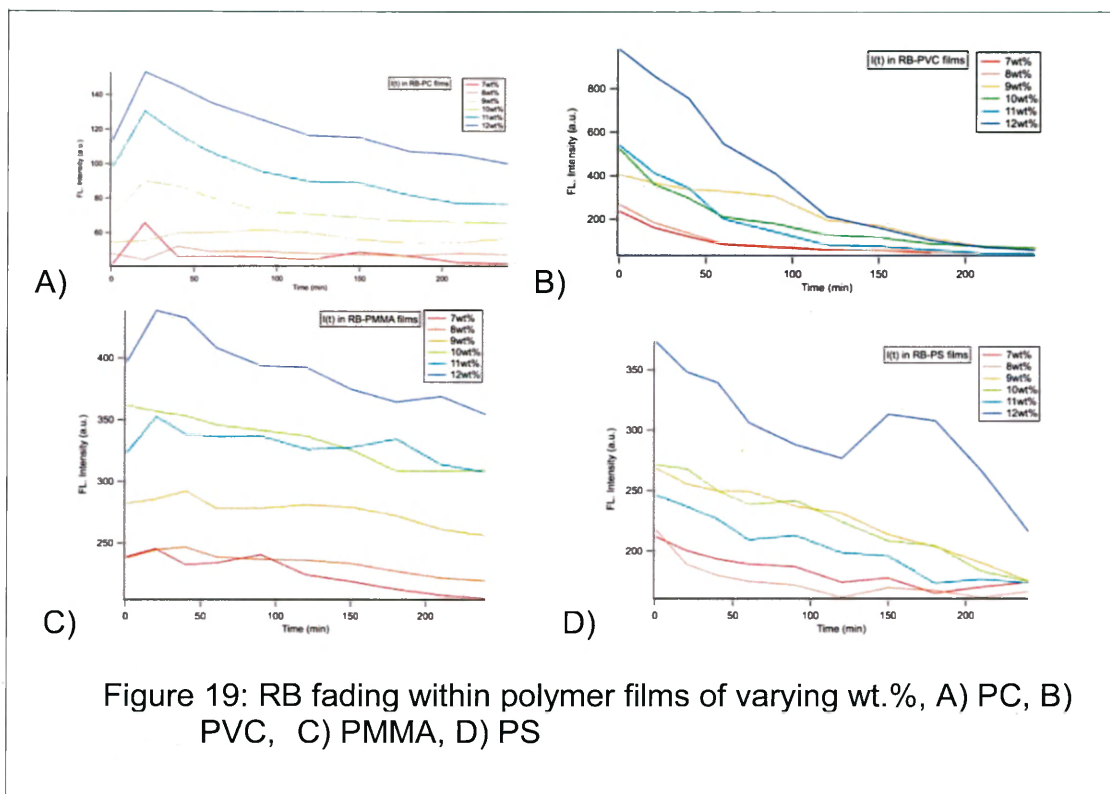 I(t) in RB-PC films
7wt%
8wt%
9wt%
10wt%
11wt%
12wt%
140
120
100
80
60
FL. Intensity (a.u.)
0
50
100
150
200
Time (min)
A)
I(t) in RB-PVC films
7wt%
8wt%
9wt%
10wt%
11wt%
12wt%
800
600
400
200
FL. Intensity (a.u.)
0
50
100
150
200
Time (min)
B)
I(t) in RB-PMMA films
7wt%
8wt%
9wt%
10wt%
11wt%
12wt%
400
350
300
250
FL. Intensity (a.u.)
0
50
100
150
200
Time (min)
C)
I(t) in RB-PS films
7wt%
8wt%
9wt%
10wt%
11wt%
12wt%
350
300
250
200
FL. Intensity (a.u.)
0
50
100
150
200
Time (min)
D)
Figure 19: RB fading within polymer films of varying wt.%, A) PC, B)
PVC, C) PMMA, D) PS